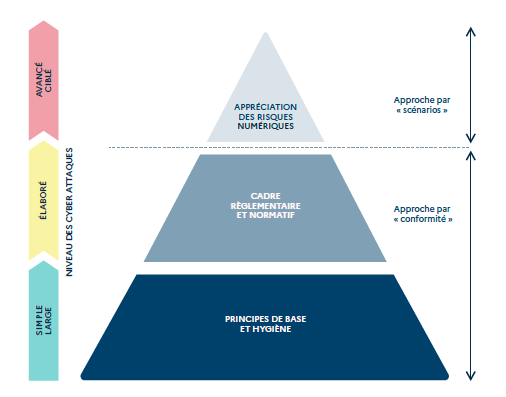 AVANCÉ
CIBLÉ
ÉLABORÉ
SIMPLE
LARGE
NIVEAU DES CYBER ATTAQUES
APPRÉCIATION
DES RISQUES
NUMÉRIQUES
CADRE
RÈGLEMENTAIRE
ET NORMATIF
PRINCIPES DE BASE
ET HYGIÈNE
Approche par
« scénarios »
Approche par
« conformité »